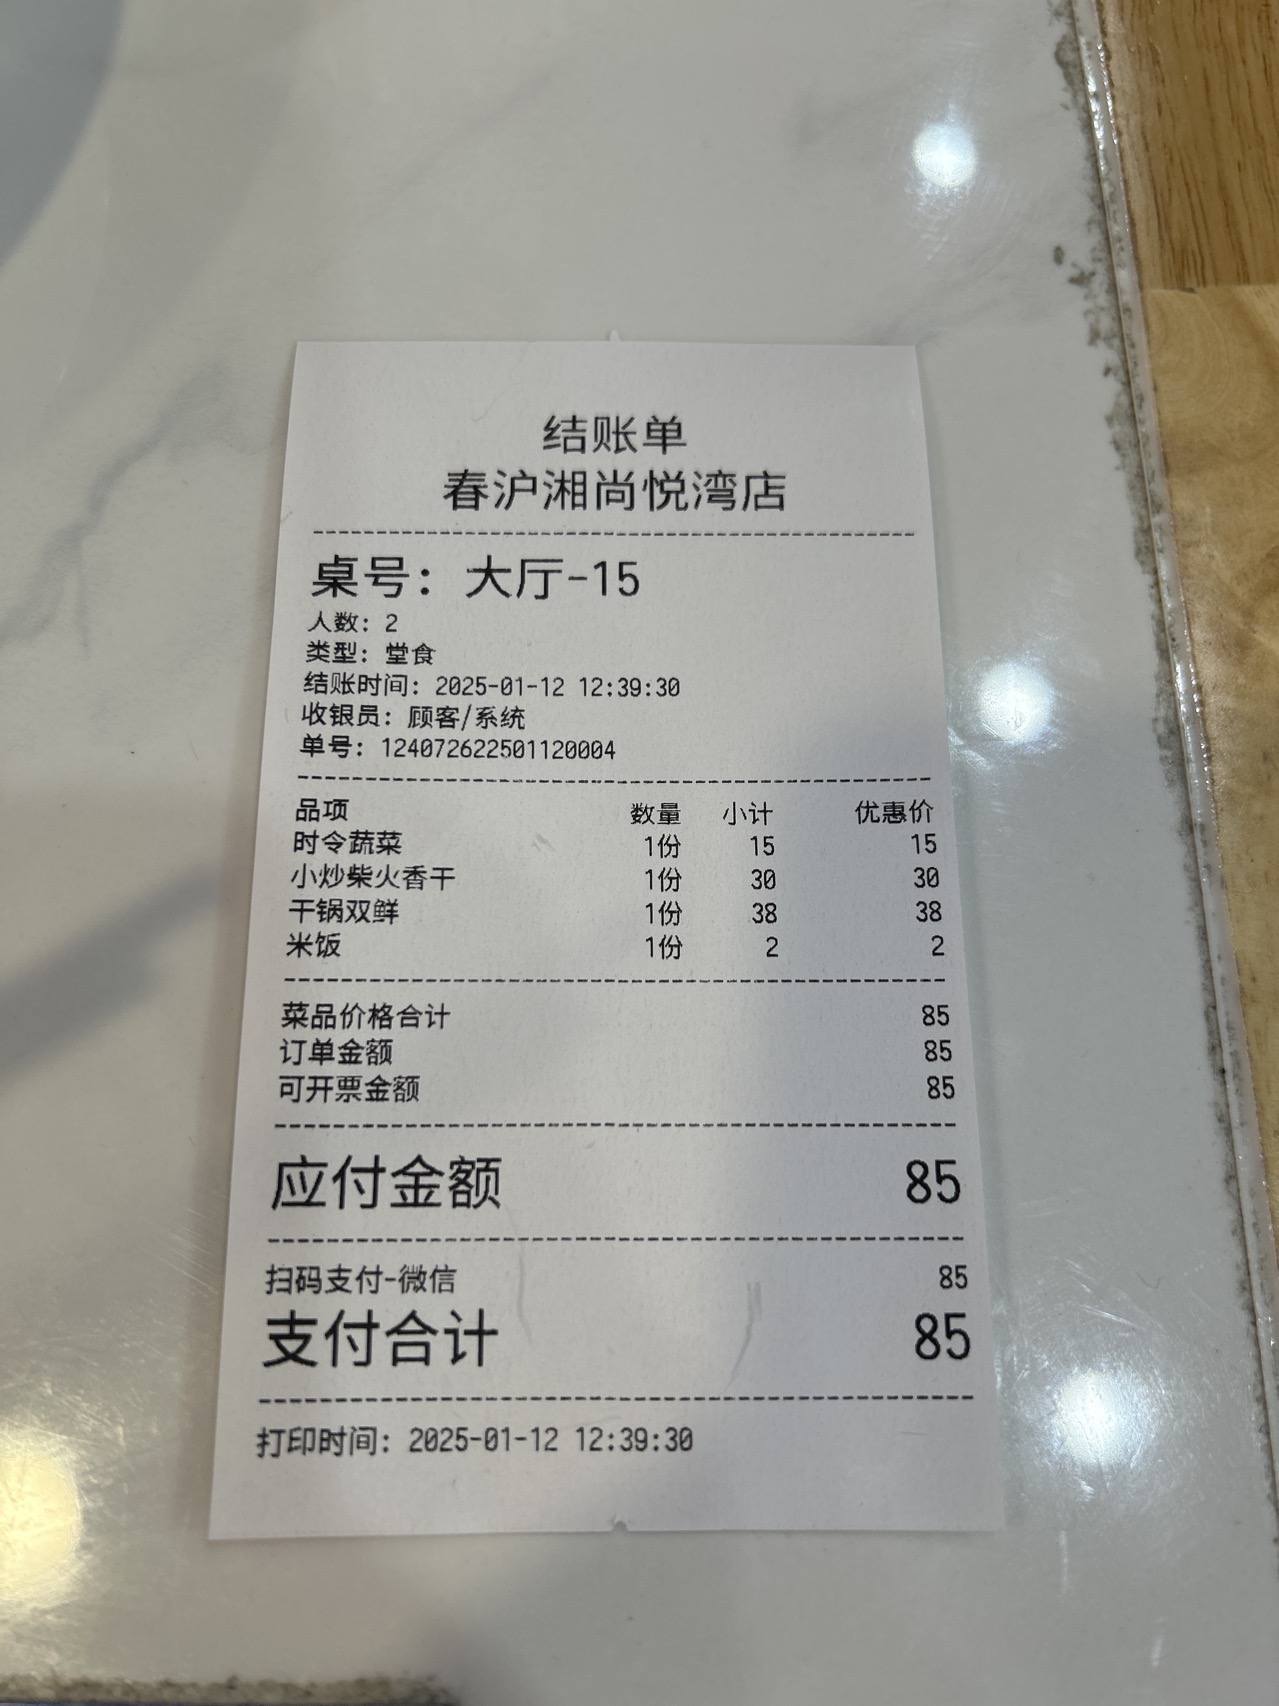 结账单
春沪湘尚悦湾店
桌号：大厅-15
人数：2
类型：堂食
结账时间：2025-01-12 12:39:30
收银员：顾客/系统
单号：124072622501120004
品项 数量 小计 优惠价
时令蔬菜 1份 15 15
小炒柴火香干 1份 30 30
干锅双鲜 1份 38 38
米饭 1份 2 2
菜品价格合计 85
订单金额 85
可开票金额 85
应付金额 85
扫码支付-微信 85
支付合计 85
打印时间：2025-01-12 12:39:30